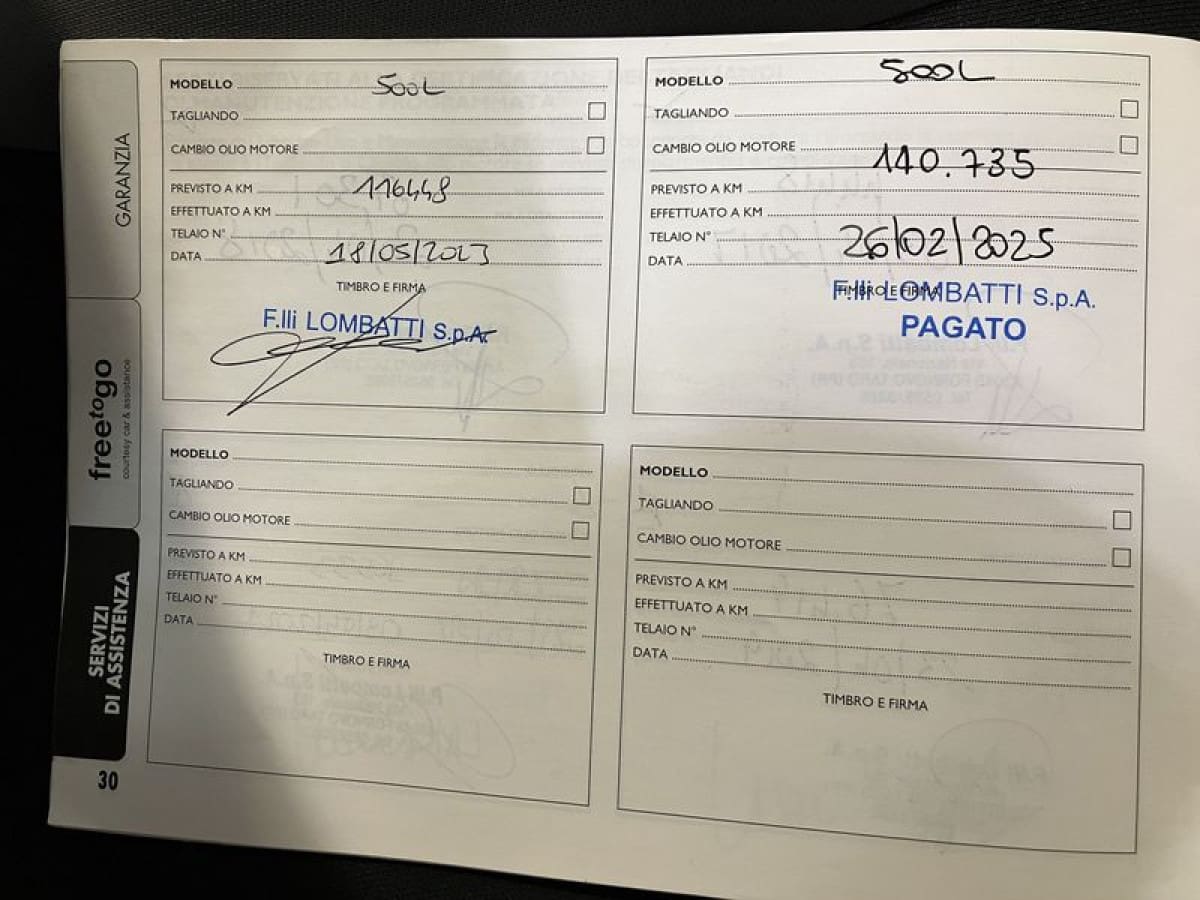 GARANZIA
freetogo
courtesy car & assistance
SERVIZI
DI ASSISTENZA
30
MODELLO 500L
TAGLIANDO
CAMBIO OLIO MOTORE
PREVISTO A KM 116448
EFFETTUATO A KM
TELAIO N°
DATA 18/05/2023
TIMBRO E FIRMA
F.lli LOMBATTI S.p.A.
MODELLO 500L
TAGLIANDO
CAMBIO OLIO MOTORE
140.735
PREVISTO A KM
EFFETTUATO A KM
TELAIO N°
DATA 26/02/2025
TIMBRO E FIRMA
F.lli LOMBATTI S.p.A.
PAGATO
MODELLO
TAGLIANDO
CAMBIO OLIO MOTORE
PREVISTO A KM
EFFETTUATO A KM
TELAIO N°
DATA
TIMBRO E FIRMA
MODELLO
TAGLIANDO
CAMBIO OLIO MOTORE
PREVISTO A KM
EFFETTUATO A KM
TELAIO N°
DATA
TIMBRO E FIRMA